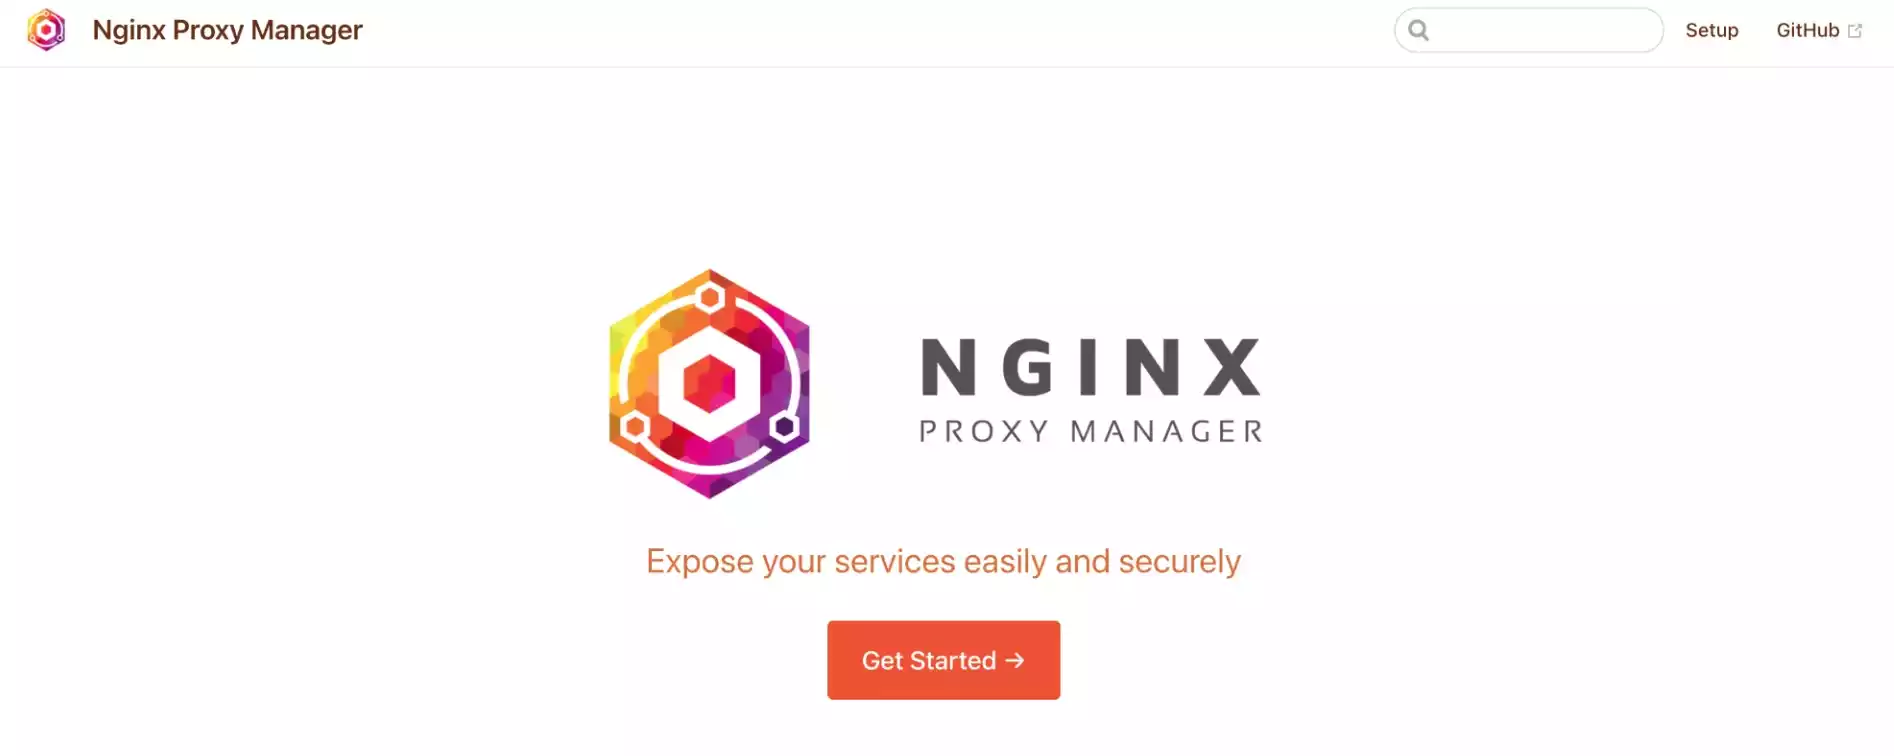 Nginx Proxy Manager
Setup
GitHub
NGINX
PROXY MANAGER
Expose your services easily and securely
Get Started →